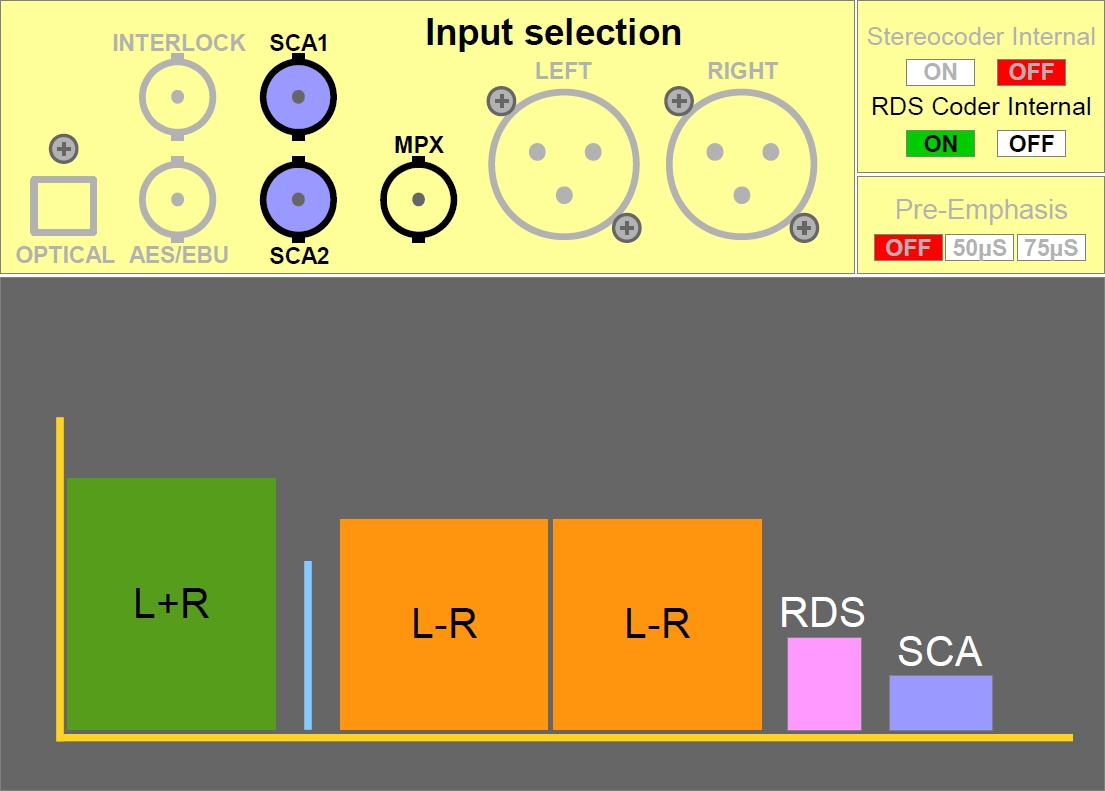 Input selection
INTERLOCK
SCA1
LEFT
RIGHT
MPX
OPTICAL
AES/EBU
SCA2
Stereocoder Internal
ON OFF
RDS Coder Internal
ON OFF
Pre-Emphasis
OFF 50µS 75µS
L+R
L-R
L-R
RDS
SCA